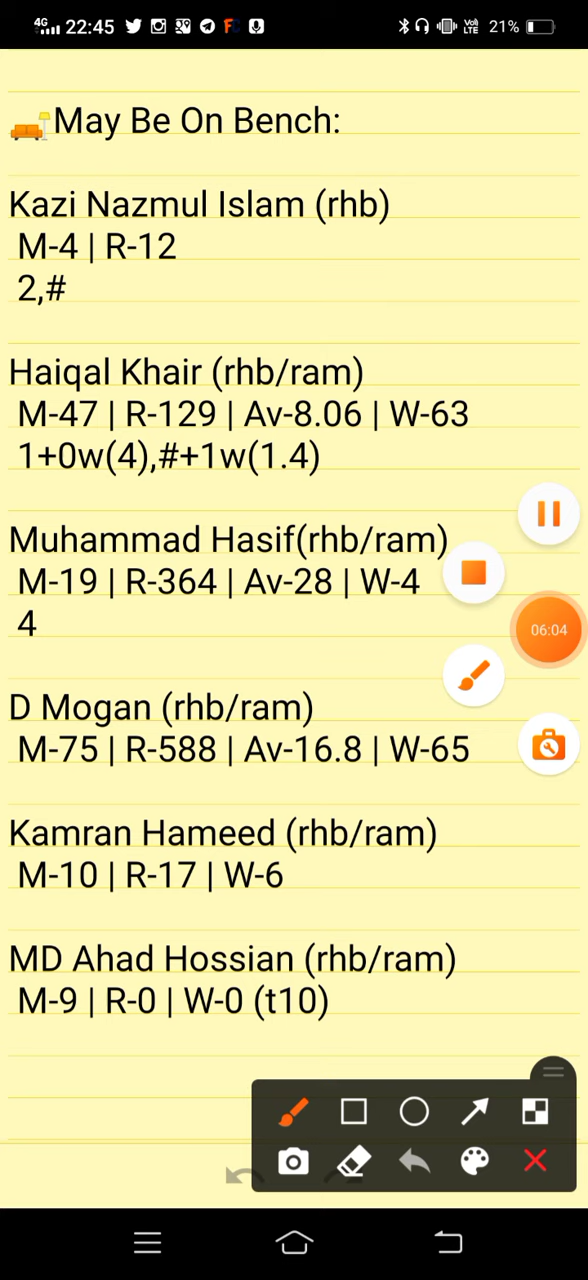 4G 22:45 VoI LTE 21%
May Be On Bench:
Kazi Nazmul Islam (rhb)
M-4 | R-12
2,#
Haiqal Khair (rhb/ram)
M-47 | R-129 | Av-8.06 | W-63
1+0w(4),#+1w(1.4)
Muhammad Hasif(rhb/ram)
M-19 | R-364 | Av-28 | W-4
4
06:04
D Mogan (rhb/ram)
M-75 | R-588 | Av-16.8 | W-65
Kamran Hameed (rhb/ram)
M-10 | R-17 | W-6
MD Ahad Hossian (rhb/ram)
M-9 | R-0 | W-0 (t10)